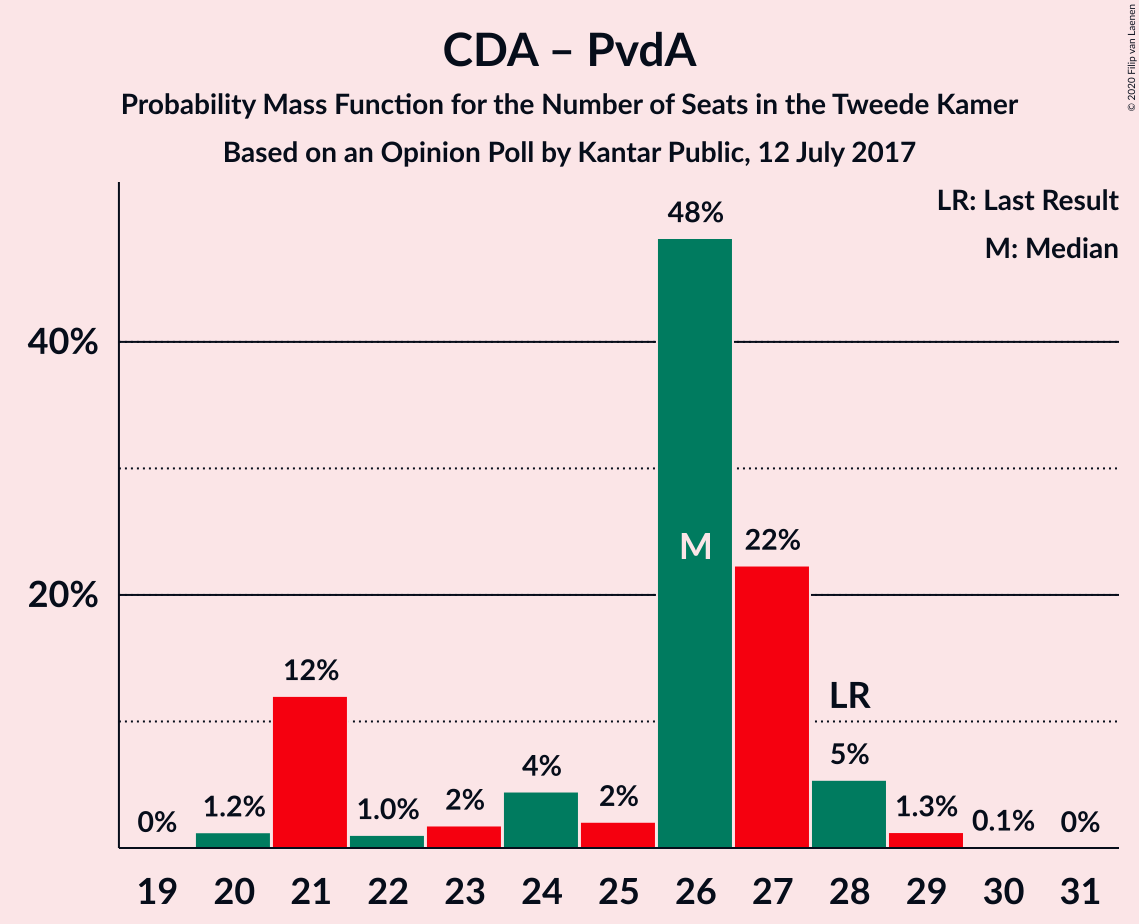 CDA – PvdA
Probability Mass Function for the Number of Seats in the Tweede Kamer
Based on an Opinion Poll by Kantar Public, 12 July 2017
© 2020 Filip van Laenen
LR: Last Result
M: Median
40%
20%
0%
1.2%
12%
1.0%
2%
4%
2%
48%
M
22%
LR
5%
1.3%
0.1%
0%
19 20 21 22 23 24 25 26 27 28 29 30 31